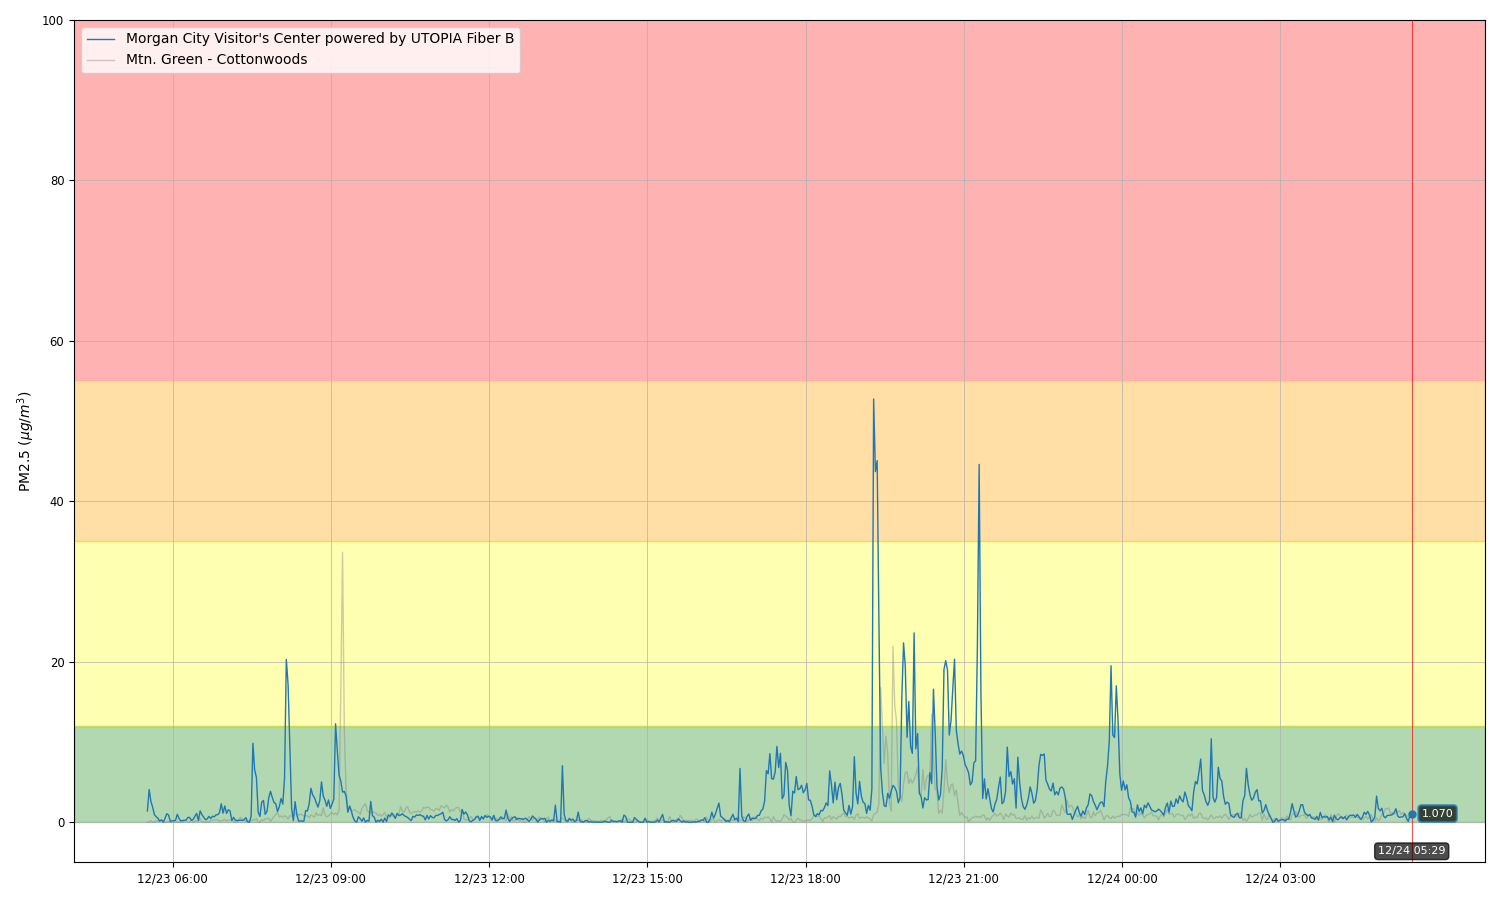 100
Morgan City Visitor's Center powered by UTOPIA Fiber B
Mtn. Green - Cottonwoods
80
60
PM2.5 (µg/m³)
40
20
0
1.070
12/24 05:29
12/23 06:00 12/23 09:00 12/23 12:00 12/23 15:00 12/23 18:00 12/23 21:00 12/24 00:00 12/24 03:00